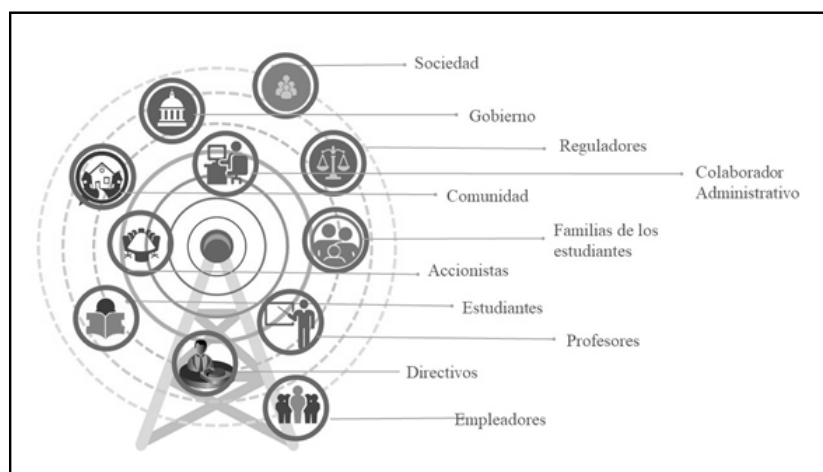 Sociedad
Gobierno
Reguladores
Colaborador
Administrativo
Comunidad
Familias de los
estudiantes
Accionistas
Estudiantes
Profesores
Directivos
Empleadores